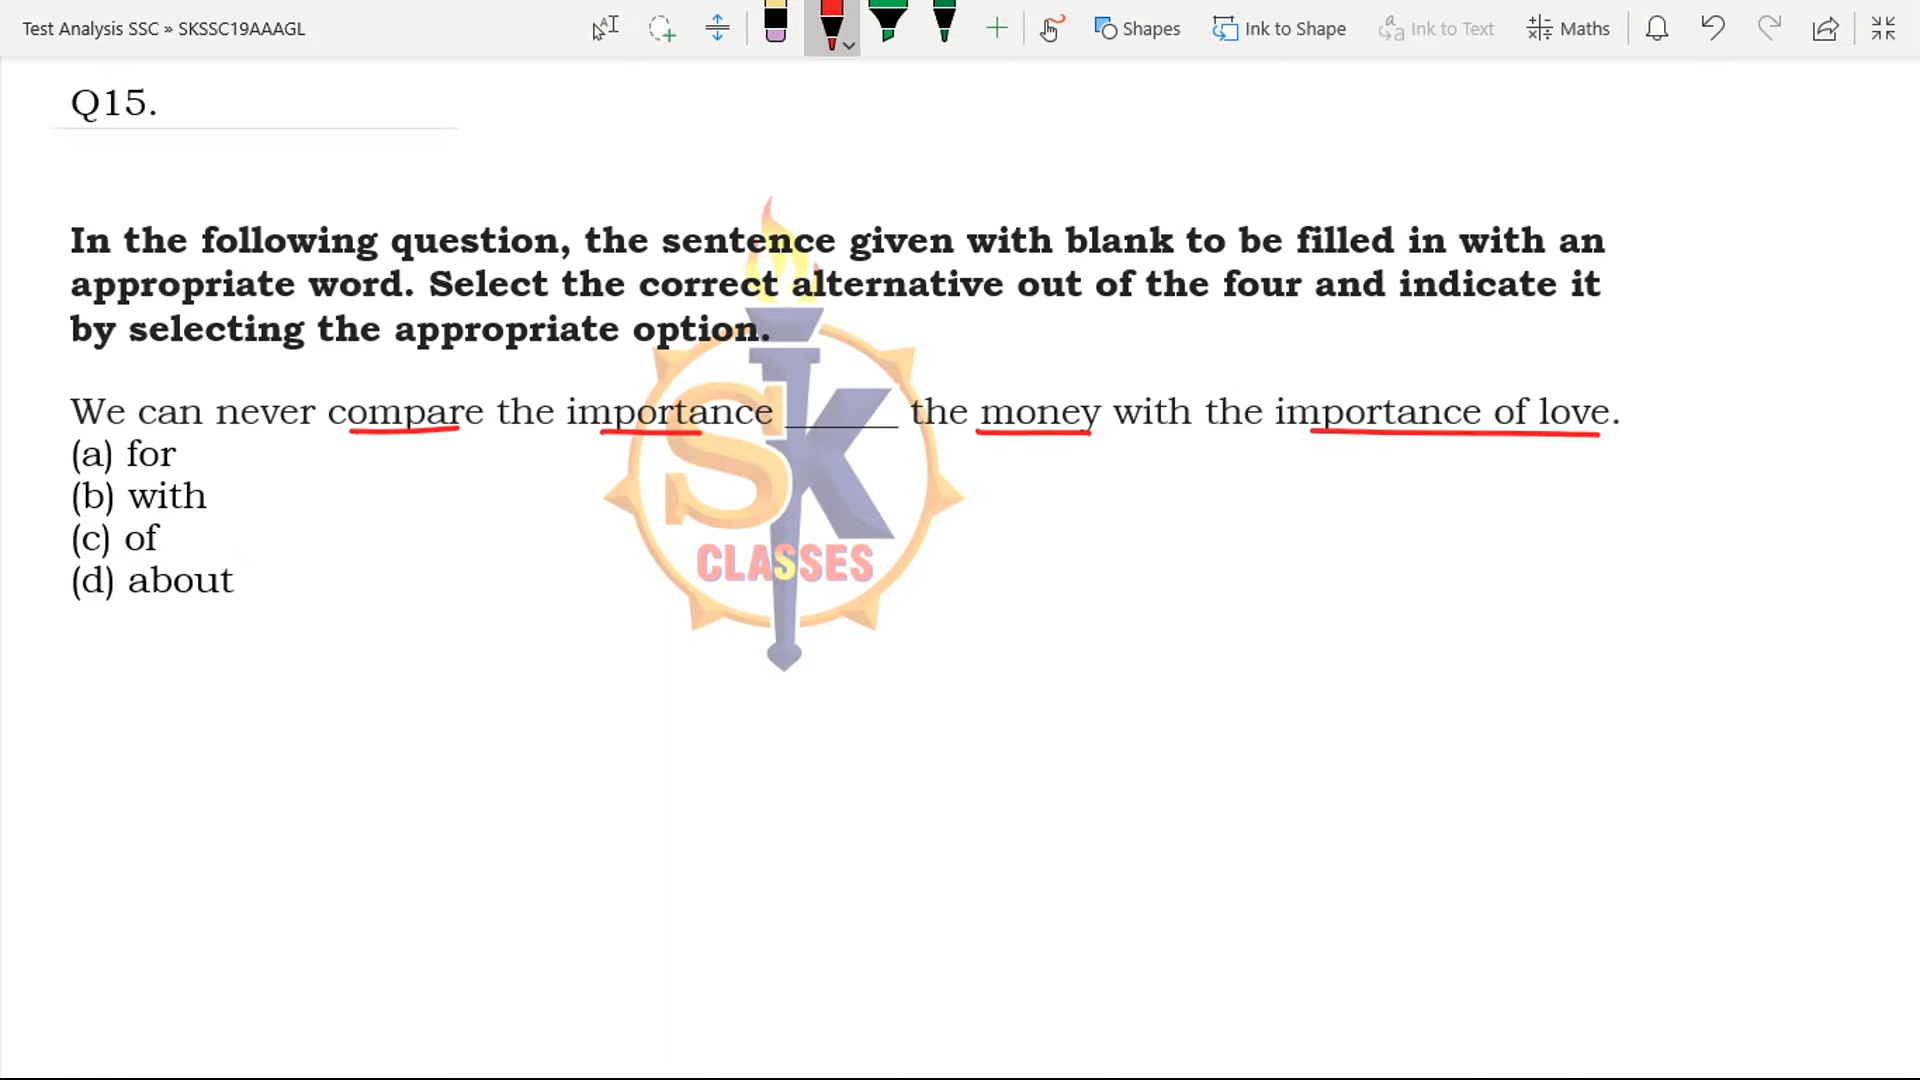 Test Analysis SSC » SKSSC19AAAGL
Shapes
Ink to Shape
Ink to Text
Maths
Q15.
In the following question, the sentence given with blank to be filled in with an
appropriate word. Select the correct alternative out of the four and indicate it
by selecting the appropriate option.
We can never compare the importance ______ the money with the importance of love.
(a) for
(b) with
(c) of
(d) about
SK
CLASSES